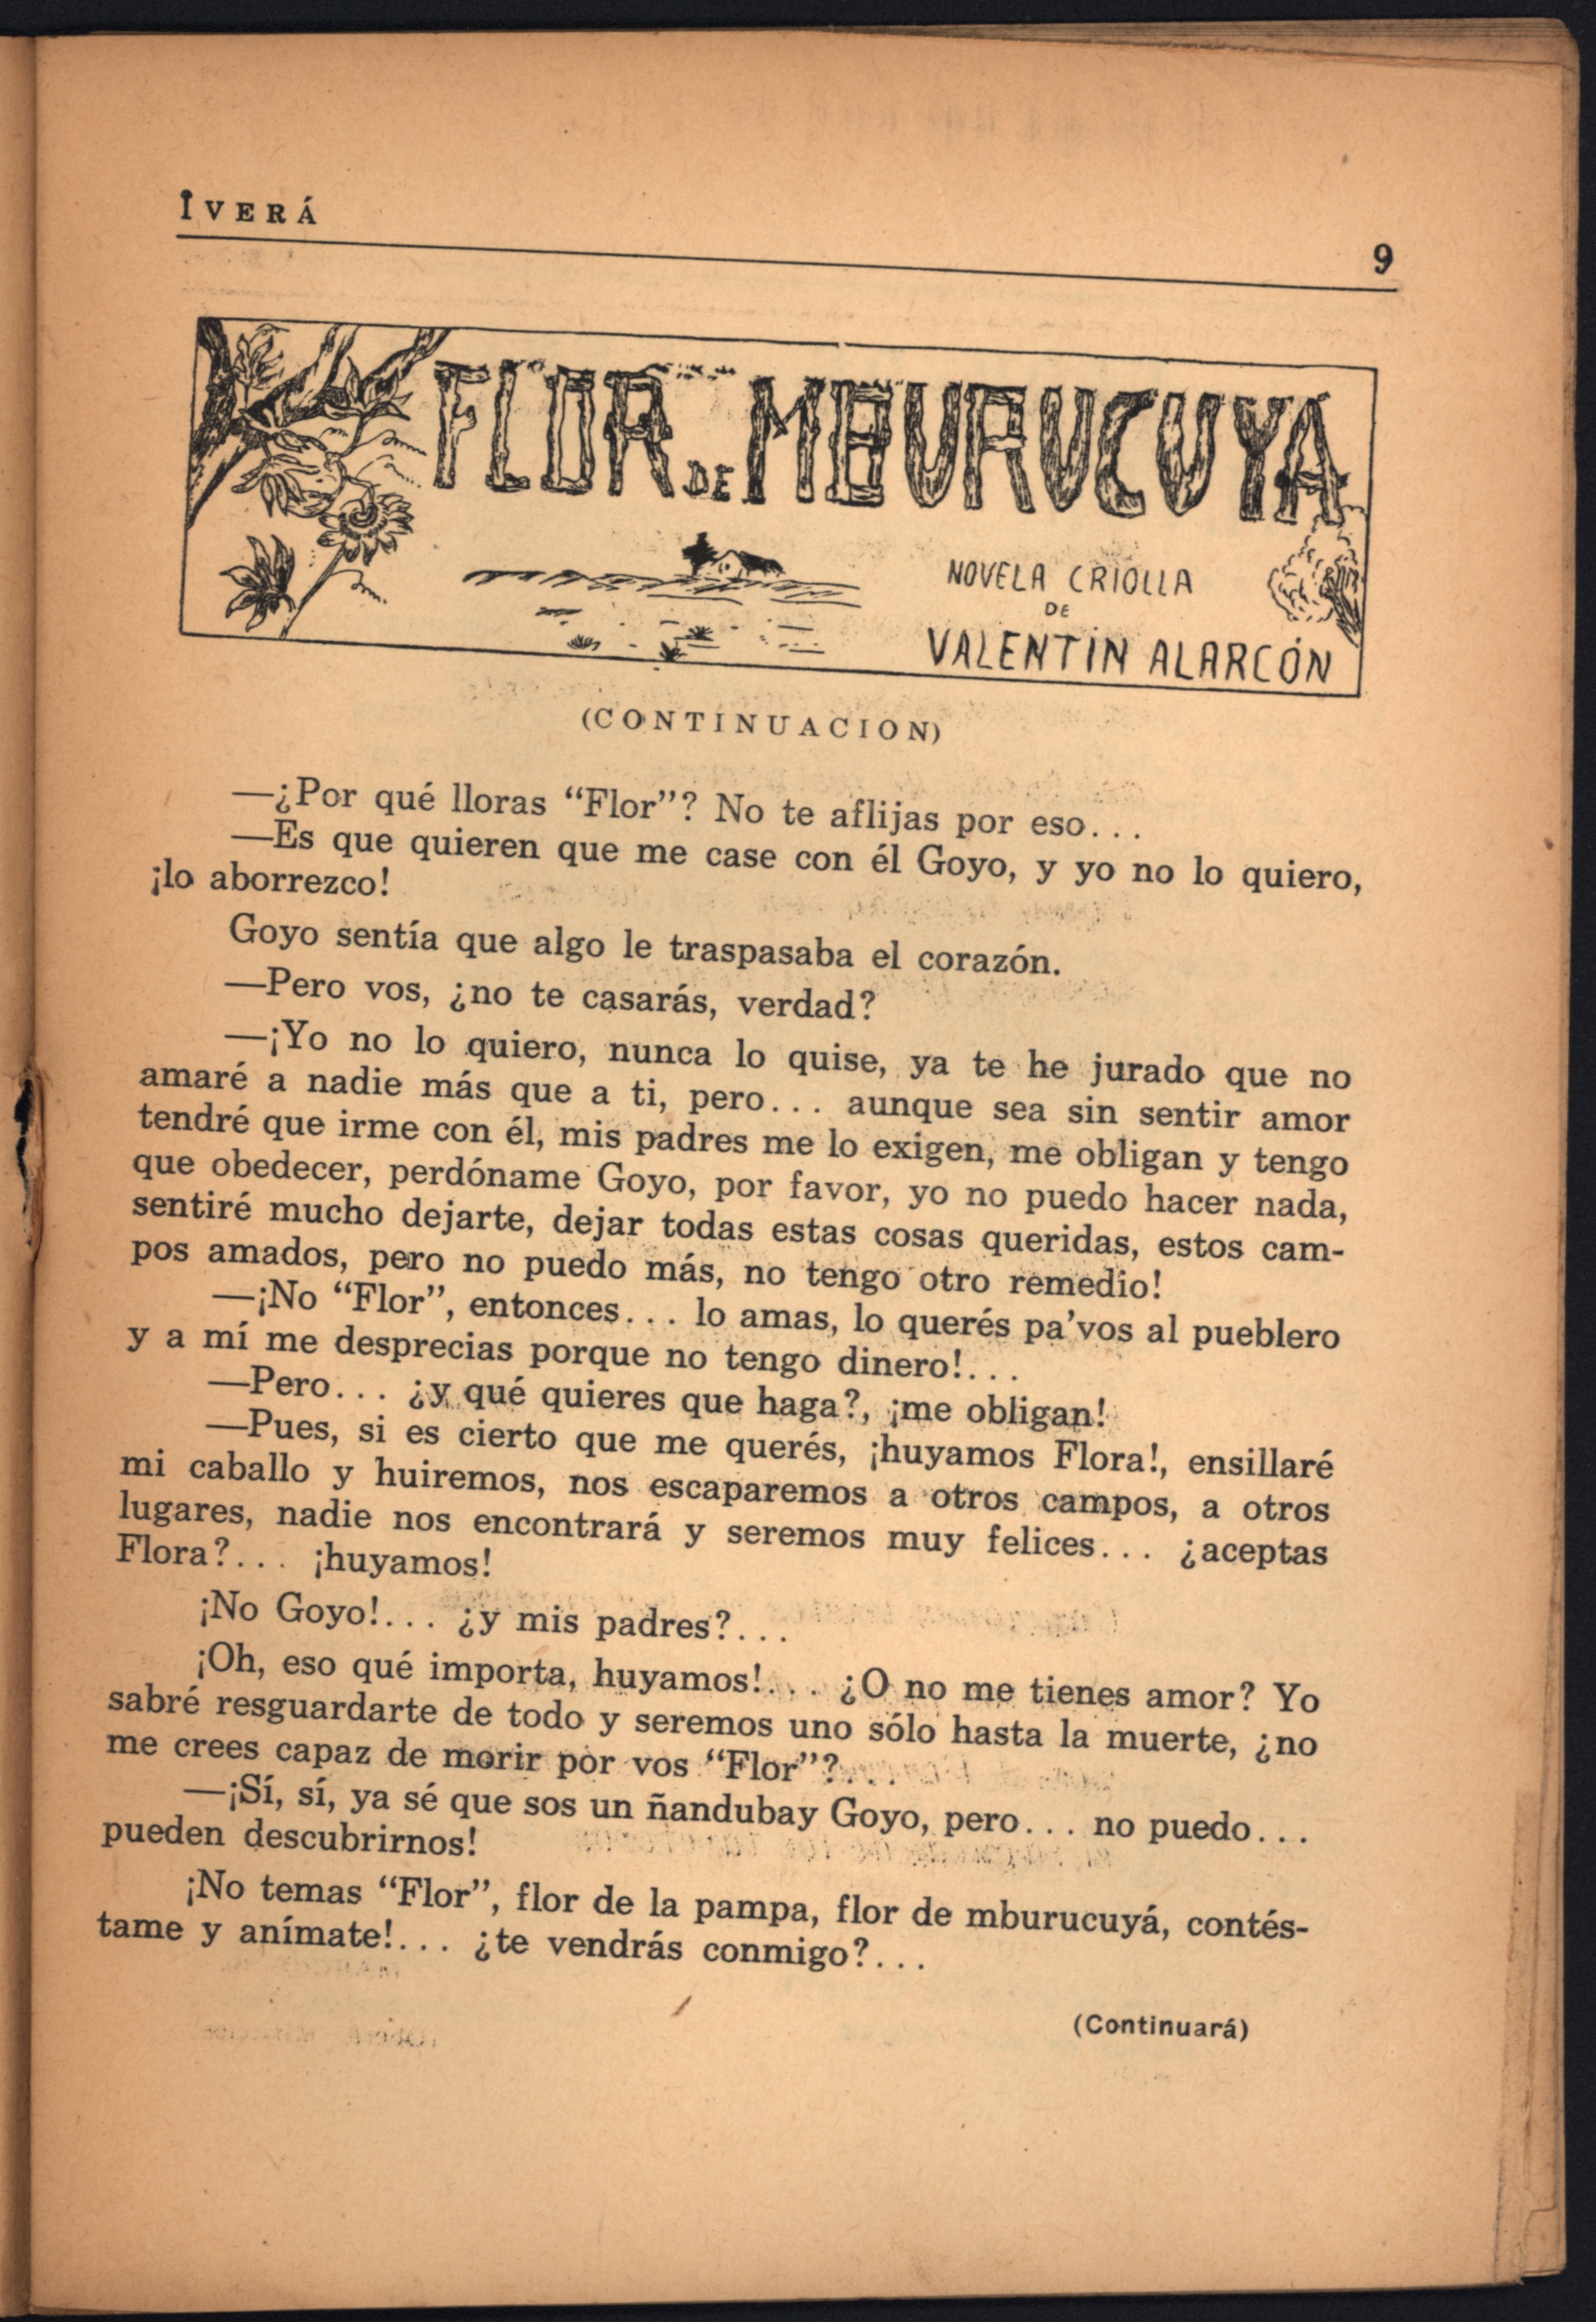 ÎVERÁ
9
FLOR DE MBURUCUYA
NOVELA CRIOLLA
DE
VALENTÍN ALARCÓN
(CONTINUACION)
—¿Por qué lloras “Flor”? No te aflijas por eso...
—Es que quieren que me case con él Goyo, y yo no lo quiero,
¡lo aborrezco!
Goyo sentía que algo le traspasaba el corazón.
—Pero vos, ¿no te casarás, verdad?
—¡Yo no lo quiero, nunca lo quise, ya te he jurado que no
amaré a nadie más que a ti, pero... aunque sea sin sentir amor
tendré que irme con él, mis padres me lo exigen, me obligan y tengo
que obedecer, perdóname Goyo, por favor, yo no puedo hacer nada,
sentiré mucho dejarte, dejar todas estas cosas queridas, estos cam-
pos amados, pero no puedo más, no tengo otro remedio!
—¡No “Flor”, entonces... lo amas, lo querés pa’vos al pueblero
y a mí me desprecias porque no tengo dinero!...
—Pero... ¿y qué quieres que haga?, ¡me obligan!
—Pues, si es cierto que me querés, ¡huyamos Flora!, ensillaré
mi caballo y huiremos, nos escaparemos a otros campos, a otros
lugares, nadie nos encontrará y seremos muy felices... ¿aceptas
Flora?... ¡huyamos!
¡No Goyo!... ¿y mis padres?...
¡Oh, eso qué importa, huyamos!... ¿O no me tienes amor? Yo
sabré resguardarte de todo y seremos uno sólo hasta la muerte, ¿no
me crees capaz de morir por vos “Flor”?...
—¡Sí, sí, ya sé que sos un ñandubay Goyo, pero... no puedo...
pueden descubrirnos!
¡No temas “Flor”, flor de la pampa, flor de mburucuyá, contés-
tame y anímate!... ¿te vendrás conmigo?...
(Continuará)